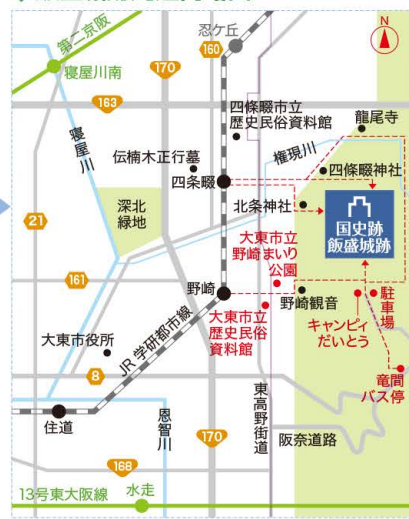 忍ケ丘
N
第二京阪
160
寝屋川南
170
163
四條畷市立
歴史民俗資料館
龍尾寺
寝屋川
権現川
伝楠木正行墓
四条畷
四條畷神社
深北
緑地
北条神社
国史跡
飯盛城跡
21
大東市立
野崎まいり
公園
161
野崎
野崎観音
駐車場
キャンピィ
だいとう
大東市立
歴史民俗
資料館
大東市役所
JR 学研都市線
8
竜間
バス停
住道
恩智川
170
東高野街道
阪奈道路
168
13号東大阪線
水走